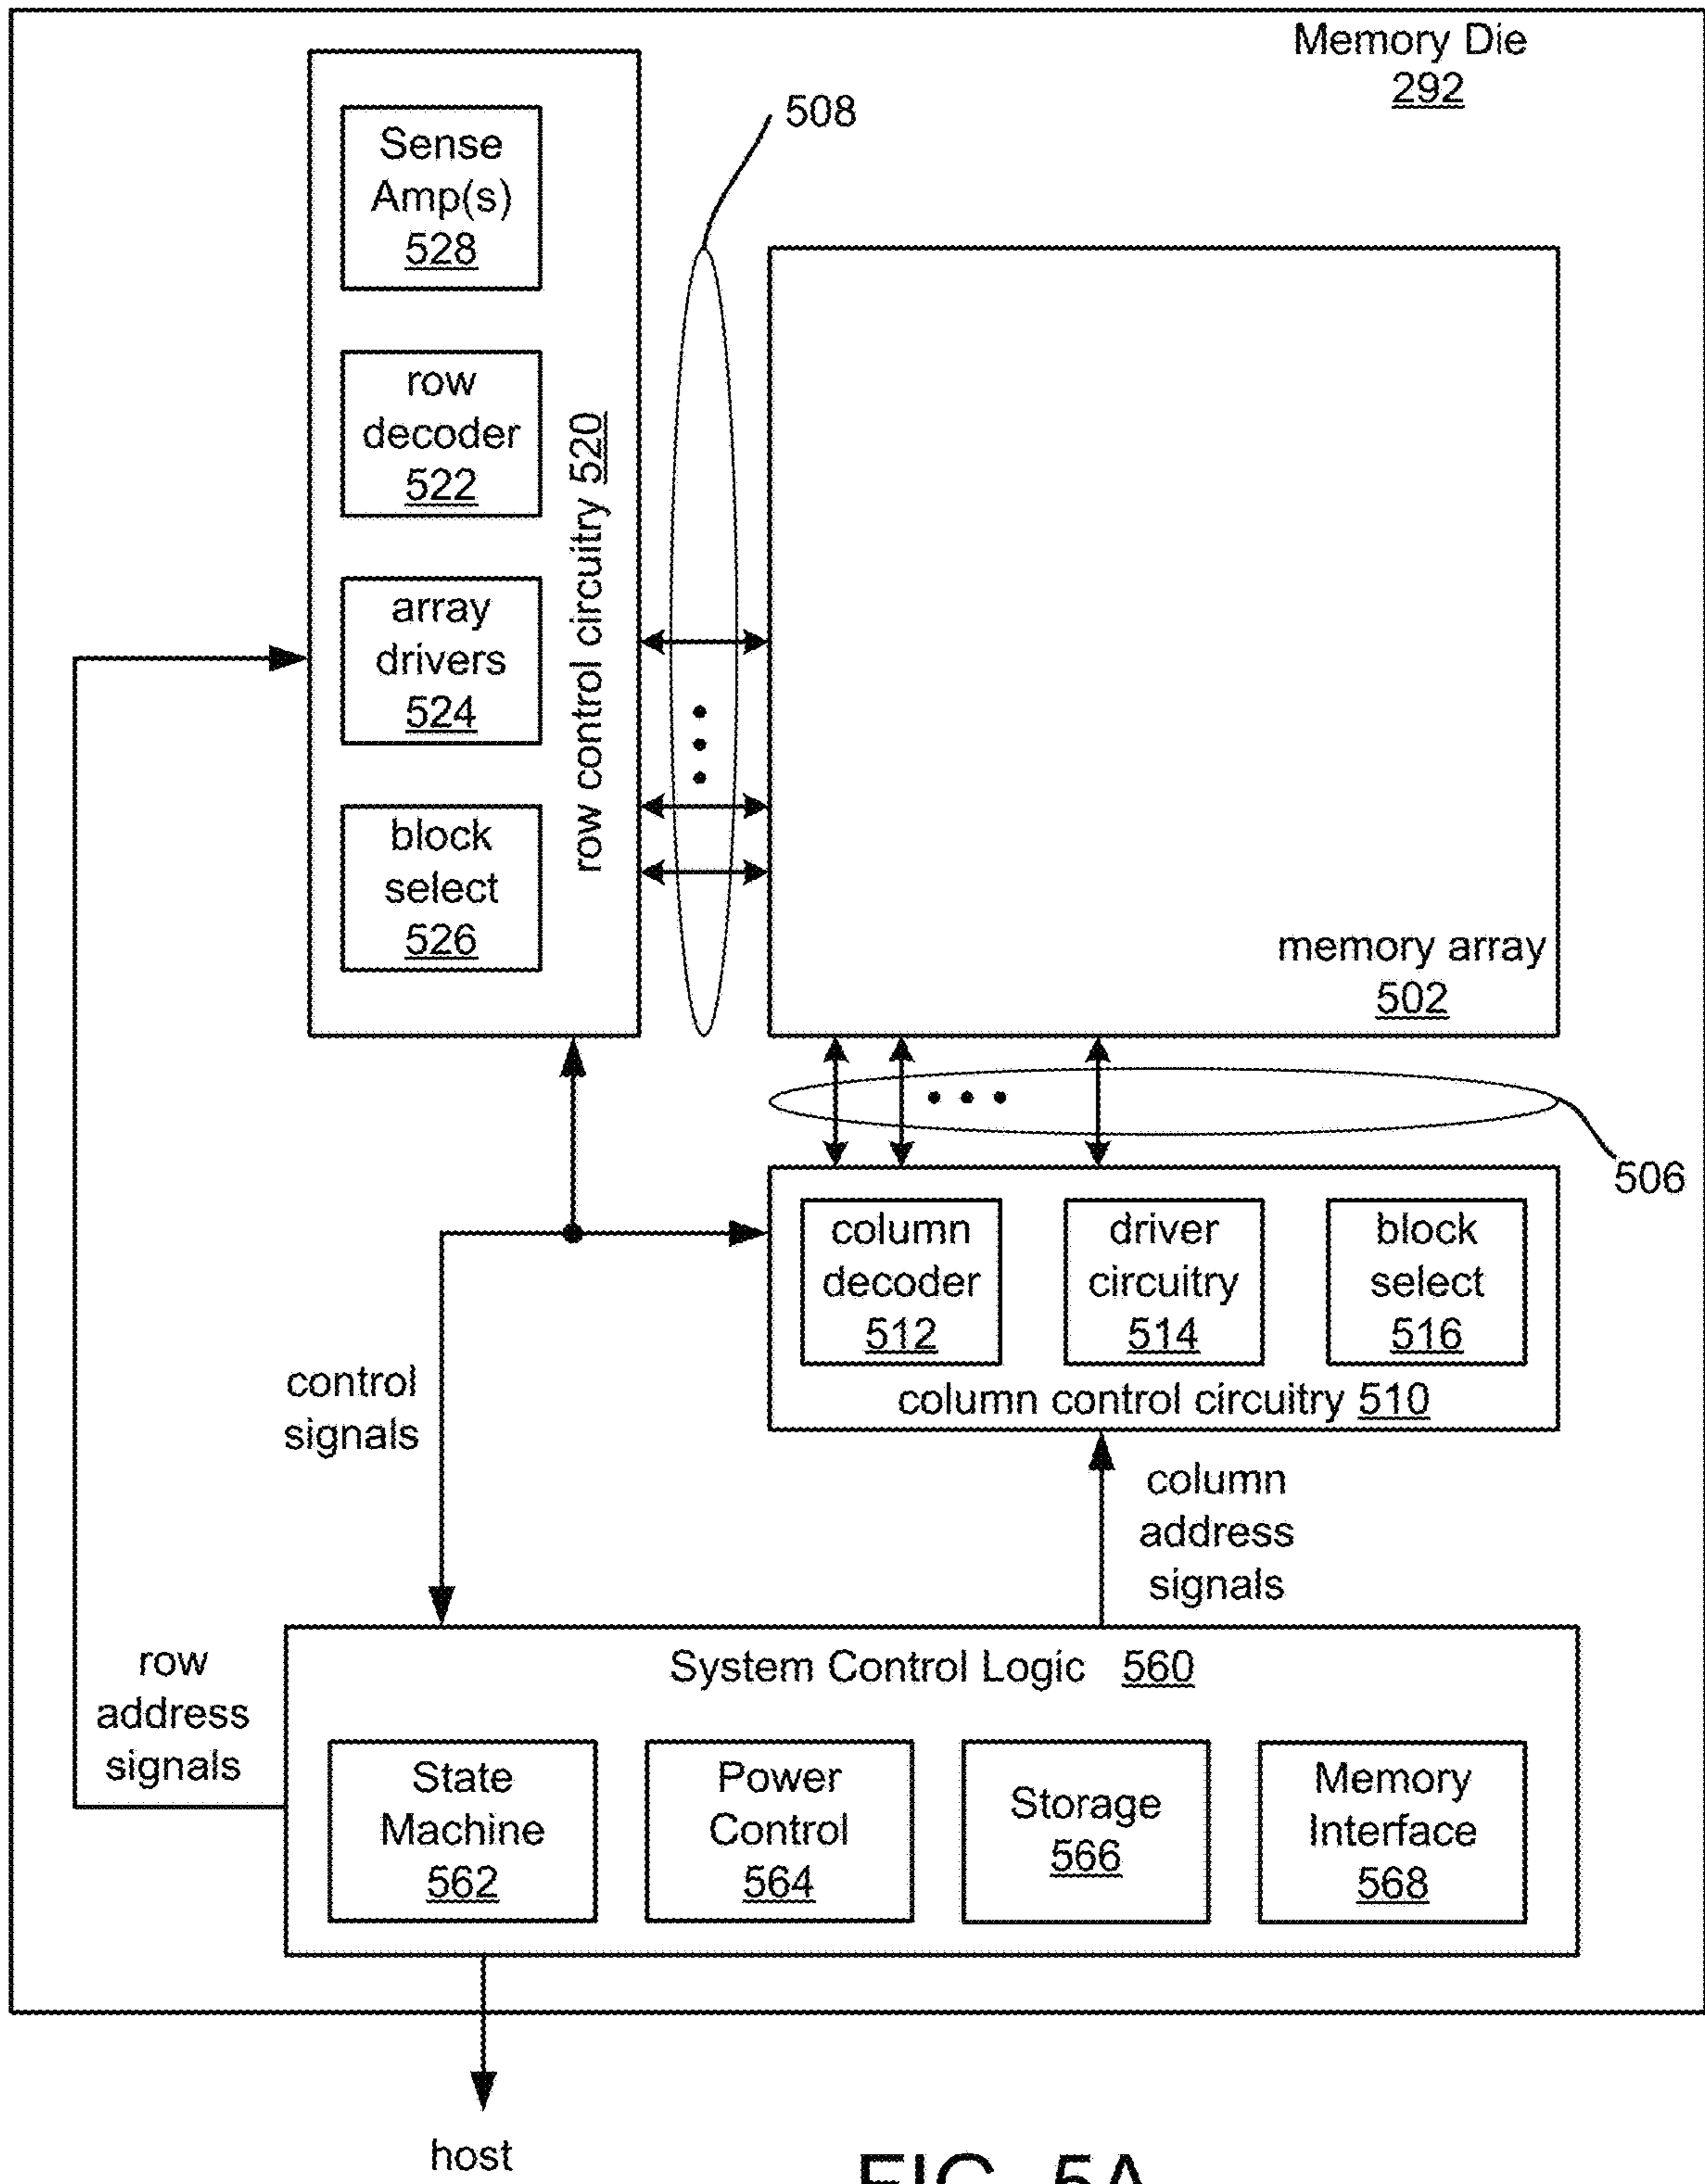 Memory Die
292
508
Sense
Amp(s)
528
row
decoder
522
array
drivers
524
block
select
526
row control circuitry 520
memory array
502
506
column
decoder
512
driver
circuitry
514
block
select
516
column control circuitry 510
control
signals
column
address
signals
row
address
signals
System Control Logic 560
State
Machine
562
Power
Control
564
Storage
566
Memory
Interface
568
host
FIG. 5A